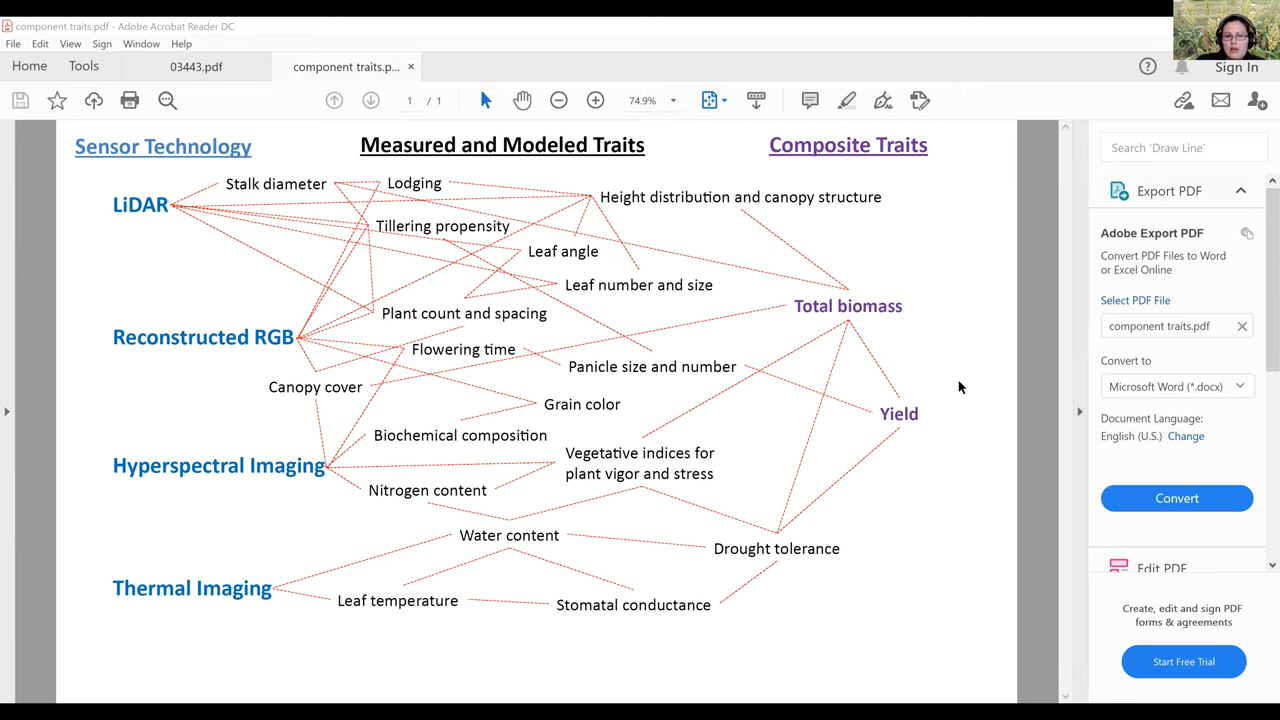 component traits.pdf - Adobe Acrobat Reader DC
File Edit View Sign Window Help
Home Tools 03443.pdf component traits.p... × Sign In
1 / 1 74.9%
Sensor Technology Measured and Modeled Traits Composite Traits
Stalk diameter Lodging
LiDAR Height distribution and canopy structure
Tillering propensity
Leaf angle
Leaf number and size
Plant count and spacing Total biomass
Reconstructed RGB
Flowering time
Panicle size and number
Canopy cover
Grain color Yield
Biochemical composition
Hyperspectral Imaging Vegetative indices for
plant vigor and stress
Nitrogen content
Water content
Drought tolerance
Thermal Imaging
Leaf temperature Stomatal conductance
Search 'Draw Line'
Export PDF
Adobe Export PDF
Convert PDF Files to Word
or Excel Online
Select PDF File
component traits.pdf
Convert to
Microsoft Word (*.docx)
Document Language:
English (U.S.) Change
Convert
Edit PDF
Create, edit and sign PDF
forms & agreements
Start Free Trial